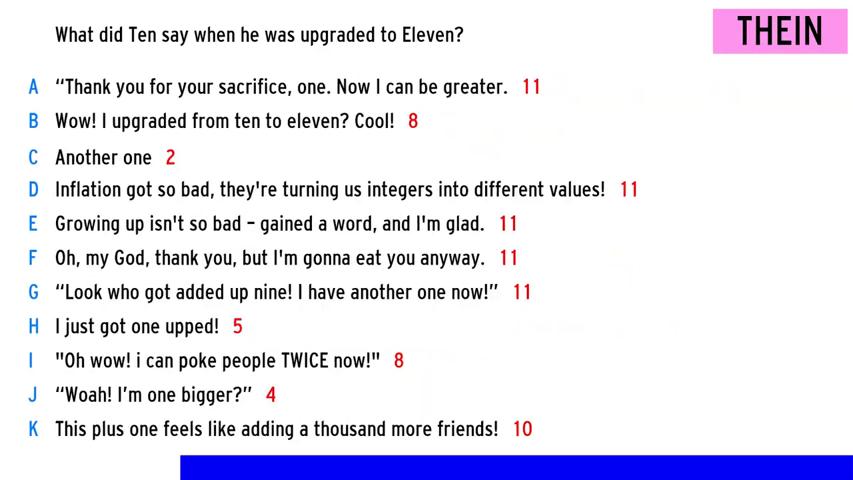 What did Ten say when he was upgraded to Eleven?
THEIN
A “Thank you for your sacrifice, one. Now I can be greater. 11
B Wow! I upgraded from ten to eleven? Cool! 8
C Another one 2
D Inflation got so bad, they're turning us integers into different values! 11
E Growing up isn't so bad – gained a word, and I'm glad. 11
F Oh, my God, thank you, but I'm gonna eat you anyway. 11
G “Look who got added up nine! I have another one now!” 11
H I just got one upped! 5
I "Oh wow! i can poke people TWICE now!" 8
J “Woah! I’m one bigger?” 4
K This plus one feels like adding a thousand more friends! 10